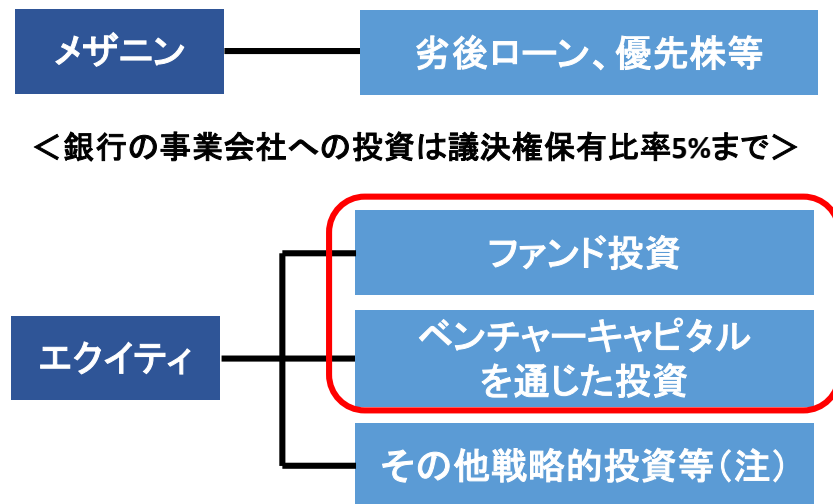 メザニン
劣後ローン、優先株等
＜銀行の事業会社への投資は議決権保有比率5%まで＞
ファンド投資
エクイティ
ベンチャーキャピタル
を通じた投資
その他戦略的投資等（注）